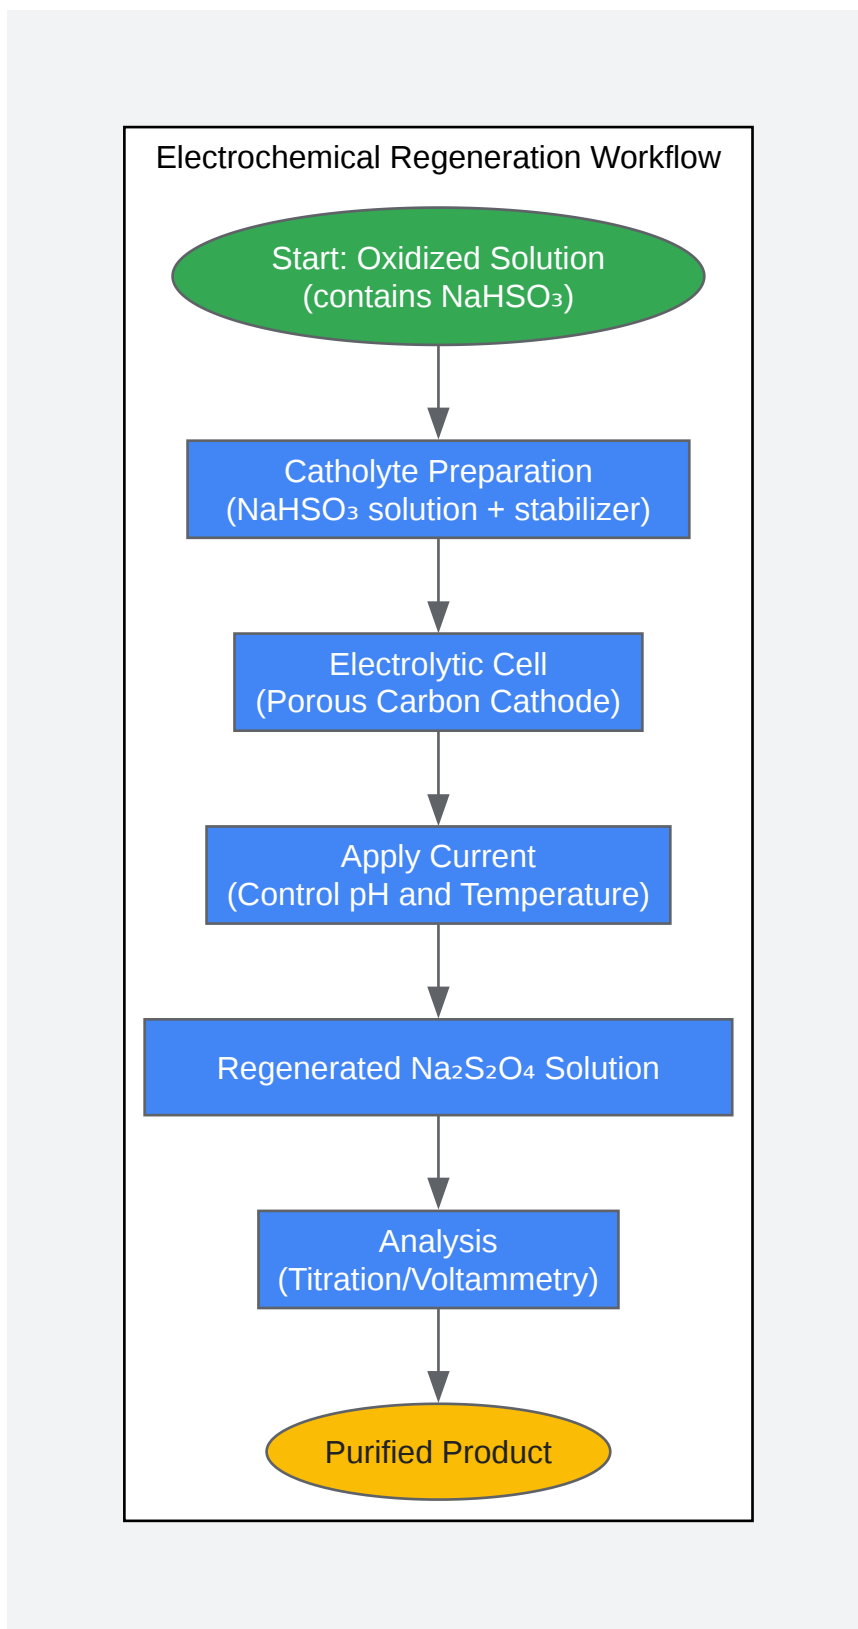 Electrochemical Regeneration Workflow
Start: Oxidized Solution
(contains NaHSO₃)
Catholyte Preparation
(NaHSO₃ solution + stabilizer)
Electrolytic Cell
(Porous Carbon Cathode)
Apply Current
(Control pH and Temperature)
Regenerated Na₂S₂O₄ Solution
Analysis
(Titration/Voltammetry)
Purified Product